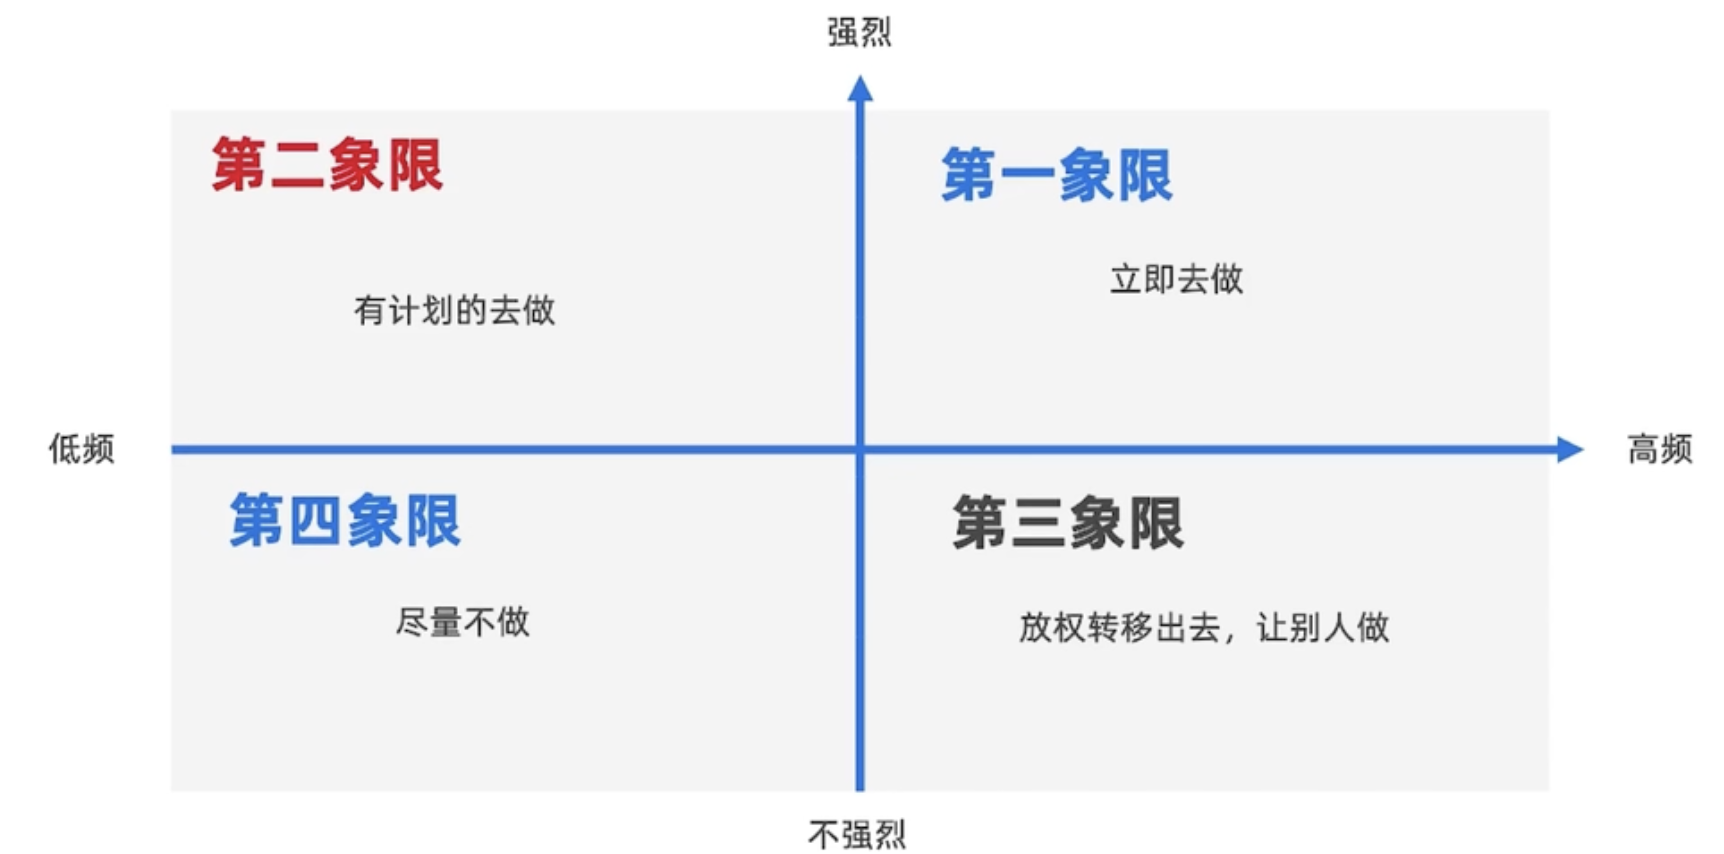 强烈
第二象限
第一象限
立即去做
有计划的去做
低频
高频
第四象限
第三象限
尽量不做
放权转移出去，让别人做
不强烈